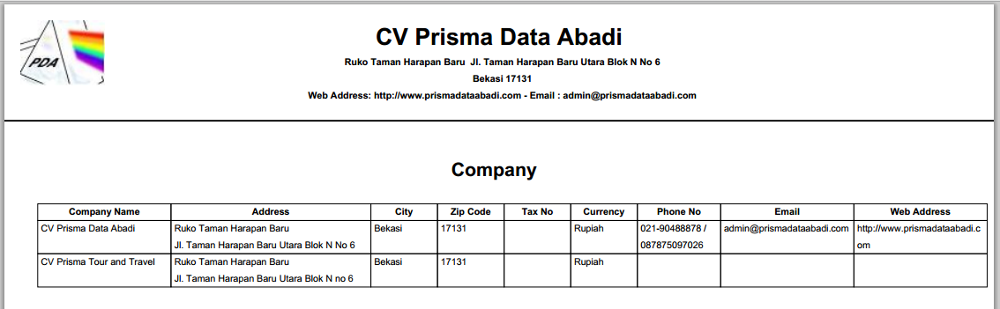 PDA
CV Prisma Data Abadi
Ruko Taman Harapan Baru Jl. Taman Harapan Baru Utara Blok N No 6
Bekasi 17131
Web Address: http://www.prismadataabadi.com - Email : admin@prismadataabadi.com
Company
Company Name Address City Zip Code Tax No Currency Phone No Email Web Address
CV Prisma Data Abadi Ruko Taman Harapan Baru Bekasi 17131 Rupiah 021-90488878 / admin@prismadataabadi.com http://www.prismadataabadi.c
Jl. Taman Harapan Baru Utara Blok N No 6 087875097026 om
CV Prisma Tour and Travel Ruko Taman Harapan Baru Bekasi 17131 Rupiah
Jl. Taman Harapan Baru Utara Blok N no 6